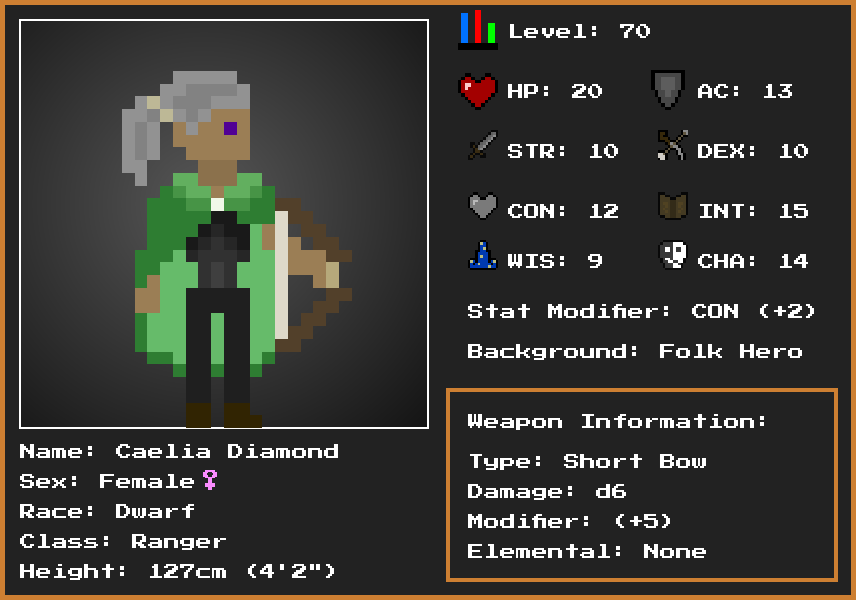 Level: 70
HP: 20
AC: 13
STR: 10
DEX: 10
CON: 12
INT: 15
WIS: 9
CHA: 14
Stat Modifier: CON (+2)
Background: Folk Hero
Weapon Information:
Type: Short Bow
Damage: d6
Modifier: (+5)
Elemental: None
Name: Caelia Diamond
Sex: Female♀
Race: Dwarf
Class: Ranger
Height: 127cm (4'2")